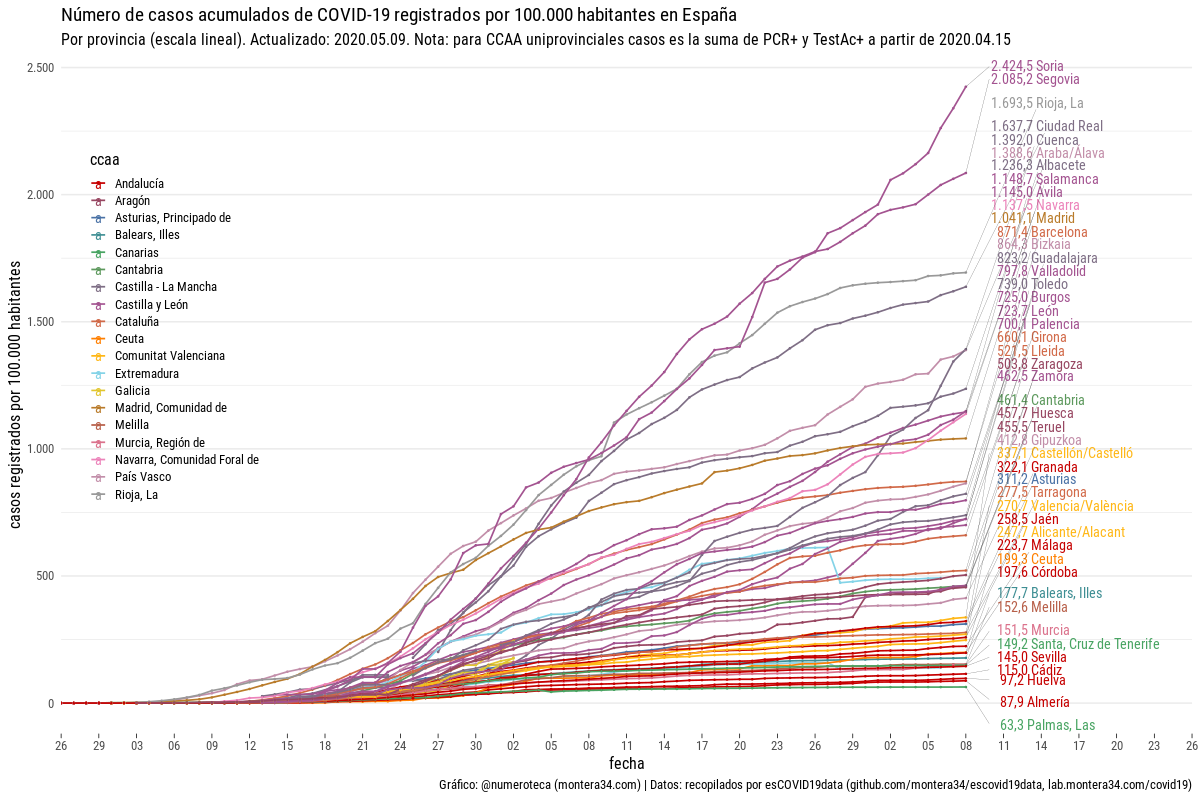 Número de casos acumulados de COVID-19 registrados por 100.000 habitantes en España
Por provincia (escala lineal). Actualizado: 2020.05.09. Nota: para CCAA uniprovinciales casos es la suma de PCR+ y TestAc+ a partir de 2020.04.15
casos registrados por 100.000 habitantes
2.500
2.000
1.500
1.000
500
0
ccaa
Andalucía
Aragón
Asturias, Principado de
Balears, Illes
Canarias
Cantabria
Castilla - La Mancha
Castilla y León
Cataluña
Ceuta
Comunitat Valenciana
Extremadura
Galicia
Madrid, Comunidad de
Melilla
Murcia, Región de
Navarra, Comunidad Foral de
País Vasco
Rioja, La
2.424,5 Soria
2.085,2 Segovia
1.693,5 Rioja, La
1.637,7 Ciudad Real
1.392,0 Cuenca
1.388,6 Araba/Álava
1.236,3 Albacete
1.148,7 Salamanca
1.145,0 Ávila
1.137,5 Navarra
1.041,1 Madrid
871,4 Barcelona
864,3 Bizkaia
823,2 Guadalajara
797,8 Valladolid
739,0 Toledo
725,0 Burgos
723,7 León
700,1 Palencia
660,1 Girona
521,5 Lleida
503,8 Zaragoza
462,5 Zamora
461,4 Cantabria
457,7 Huesca
455,5 Teruel
412,8 Gipuzkoa
337,1 Castellón/Castelló
322,1 Granada
311,2 Asturias
277,5 Tarragona
270,7 Valencia/València
258,5 Jaén
247,7 Alicante/Alacant
223,7 Málaga
199,3 Ceuta
197,6 Córdoba
177,7 Balears, Illes
152,6 Melilla
151,5 Murcia
149,2 Santa, Cruz de Tenerife
145,0 Sevilla
115,0 Cádiz
97,2 Huelva
87,9 Almería
63,3 Palmas, Las
26 29 03 06 09 12 15 18 21 24 27 30 02 05 08 11 14 17 20 23 26 29 02 05 08 11 14 17 20 23 26
fecha
Gráfico: @numeroteca (montera34.com) | Datos: recopilados por esCOVID19data (github.com/montera34/escovid19data, lab.montera34.com/covid19)